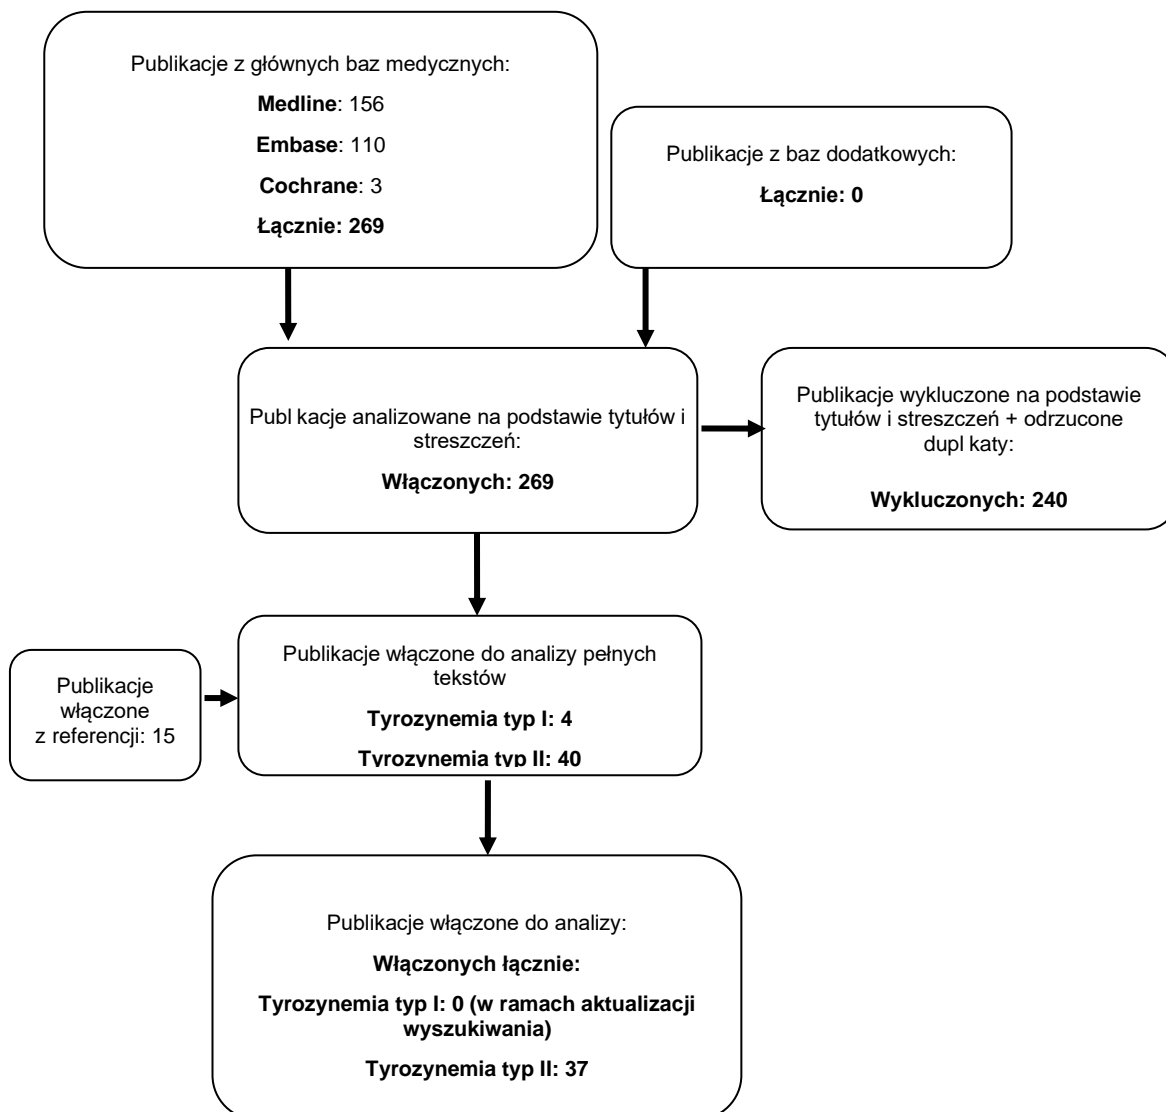 Publikacje z głównych baz medycznych:
Medline: 156
Embase: 110
Cochrane: 3
Łącznie: 269
Publikacje z baz dodatkowych:
Łącznie: 0
Publ kacje analizowane na podstawie tytułów i
streszczeń:
Włączonych: 269
Publikacje wykluczone na podstawie
tytułów i streszczeń + odrzucone
dupl katy:
Wykluczonych: 240
Publikacje
włączone
z referencji: 15
Publikacje włączone do analizy pełnych
tekstów
Tyrozynemia typ I: 4
Tyrozynemia typ II: 40
Publikacje włączone do analizy:
Włączonych łącznie:
Tyrozynemia typ I: 0 (w ramach aktualizacji
wyszukiwania)
Tyrozynemia typ II: 37